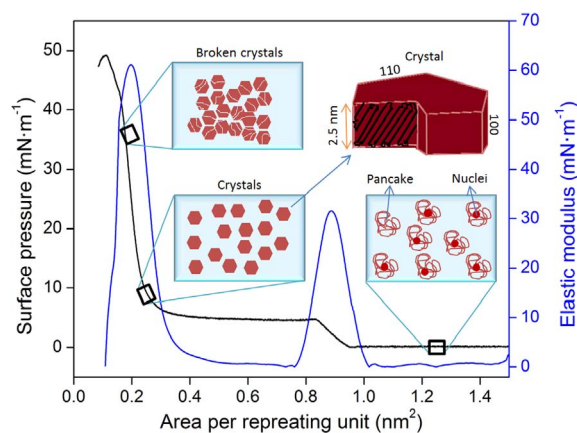 Broken crystals
Crystal
110
100
2.5 nm
Crystals
Pancake
Nuclei
50
40
30
20
10
0
Surface pressure (mN·m⁻¹)
70
60
50
40
30
20
10
0
Elastic modulus (mN·m⁻¹)
0.0 0.2 0.4 0.6 0.8 1.0 1.2 1.4
Area per repreating unit (nm²)